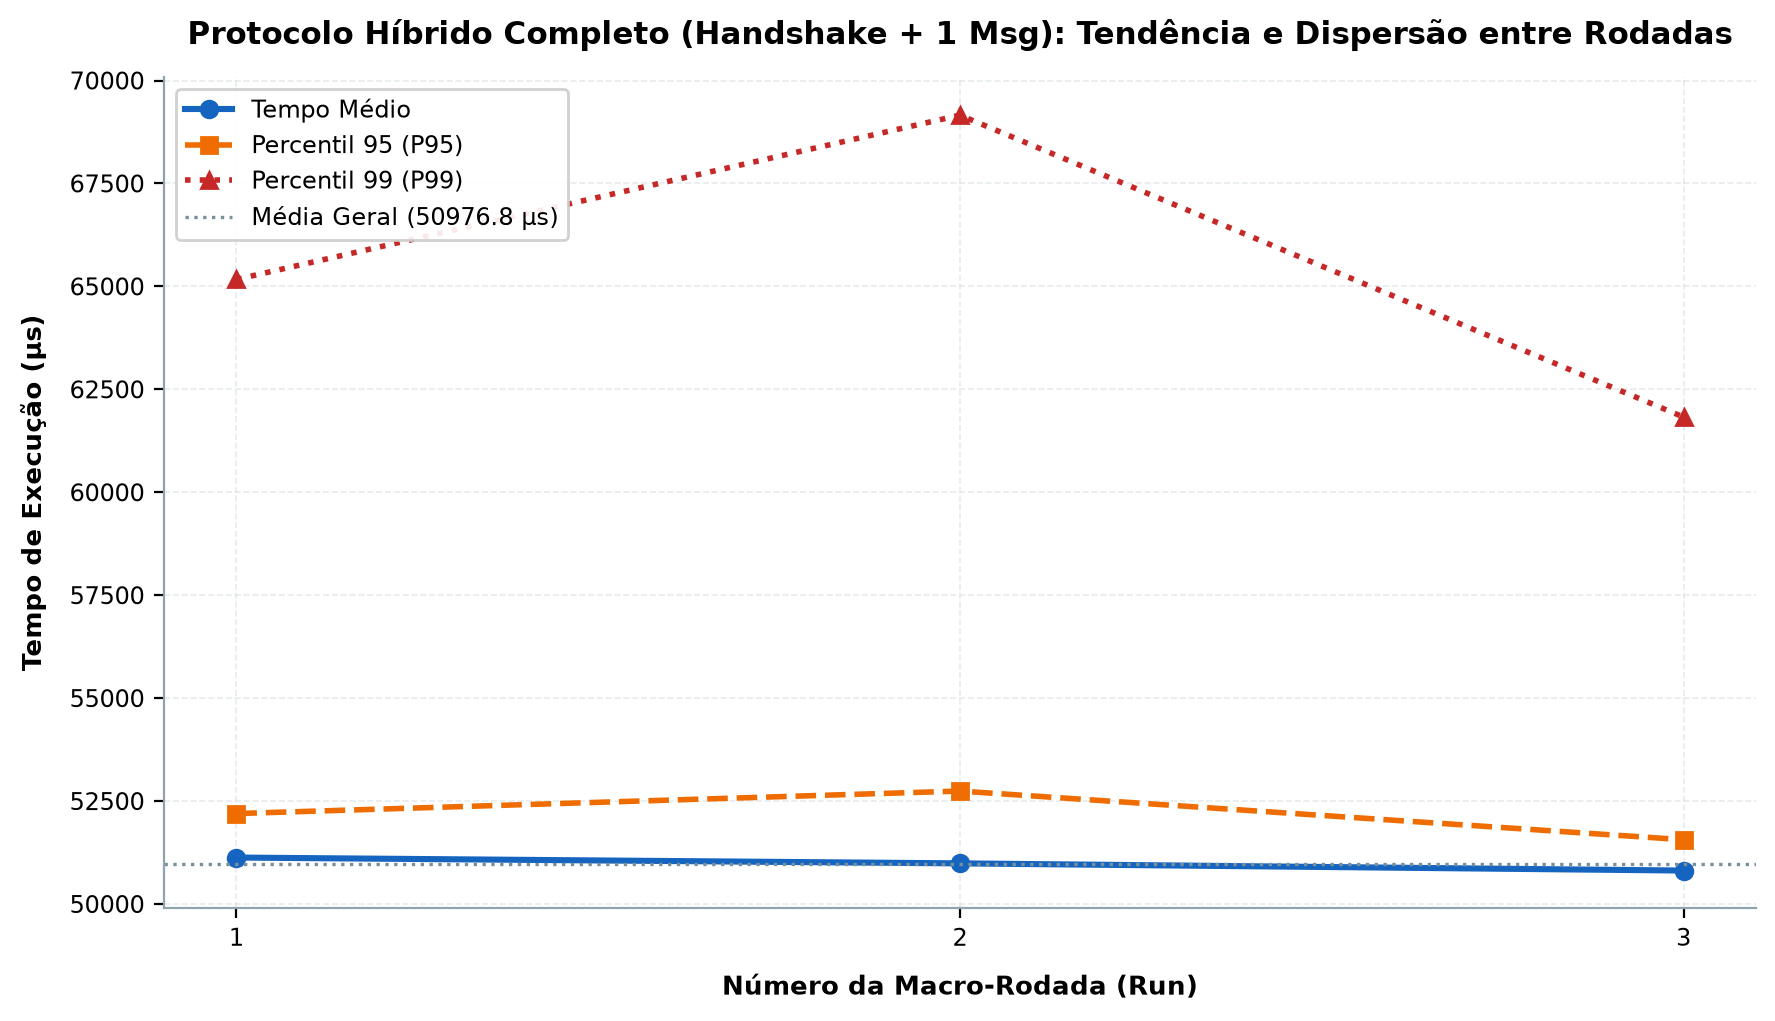 Protocolo Híbrido Completo (Handshake + 1 Msg): Tendência e Dispersão entre Rodadas
Tempo Médio
Percentil 95 (P95)
Percentil 99 (P99)
Média Geral (50976.8 µs)
Tempo de Execução (µs)
70000
67500
65000
62500
60000
57500
55000
52500
50000
1
2
3
Número da Macro-Rodada (Run)